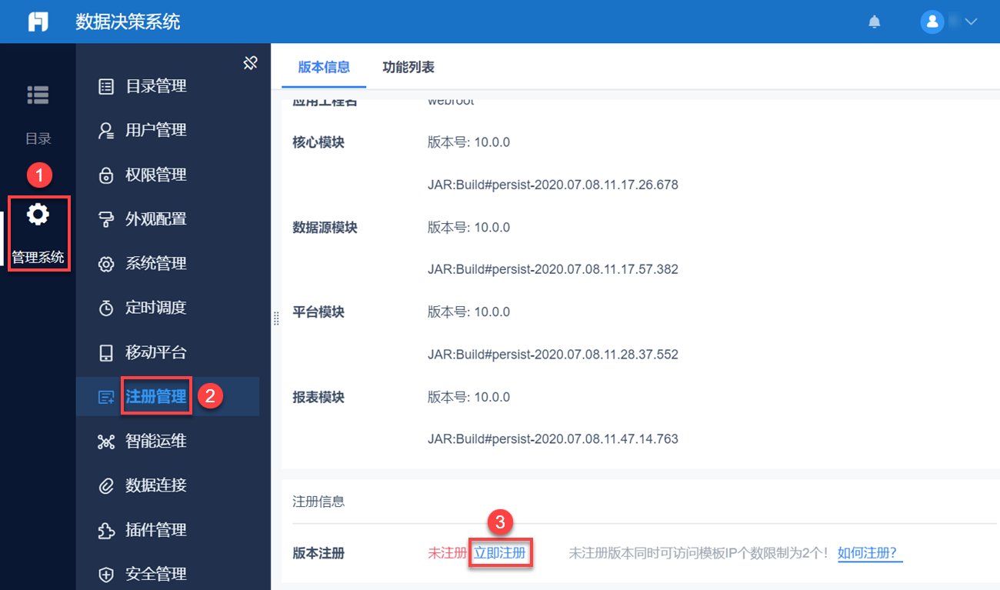 数据决策系统
目录
1
管理系统
目录管理
用户管理
权限管理
外观配置
系统管理
定时调度
移动平台
注册管理 2
智能运维
数据连接
插件管理
安全管理
版本信息 功能列表
应用工程名 webroot
核心模块 版本号: 10.0.0
JAR:Build#persist-2020.07.08.11.17.26.678
数据源模块 版本号: 10.0.0
JAR:Build#persist-2020.07.08.11.17.57.382
平台模块 版本号: 10.0.0
JAR:Build#persist-2020.07.08.11.28.37.552
报表模块 版本号: 10.0.0
JAR:Build#persist-2020.07.08.11.47.14.763
注册信息
3
版本注册 未注册 立即注册 未注册版本同时可访问模板IP个数限制为2个! 如何注册?